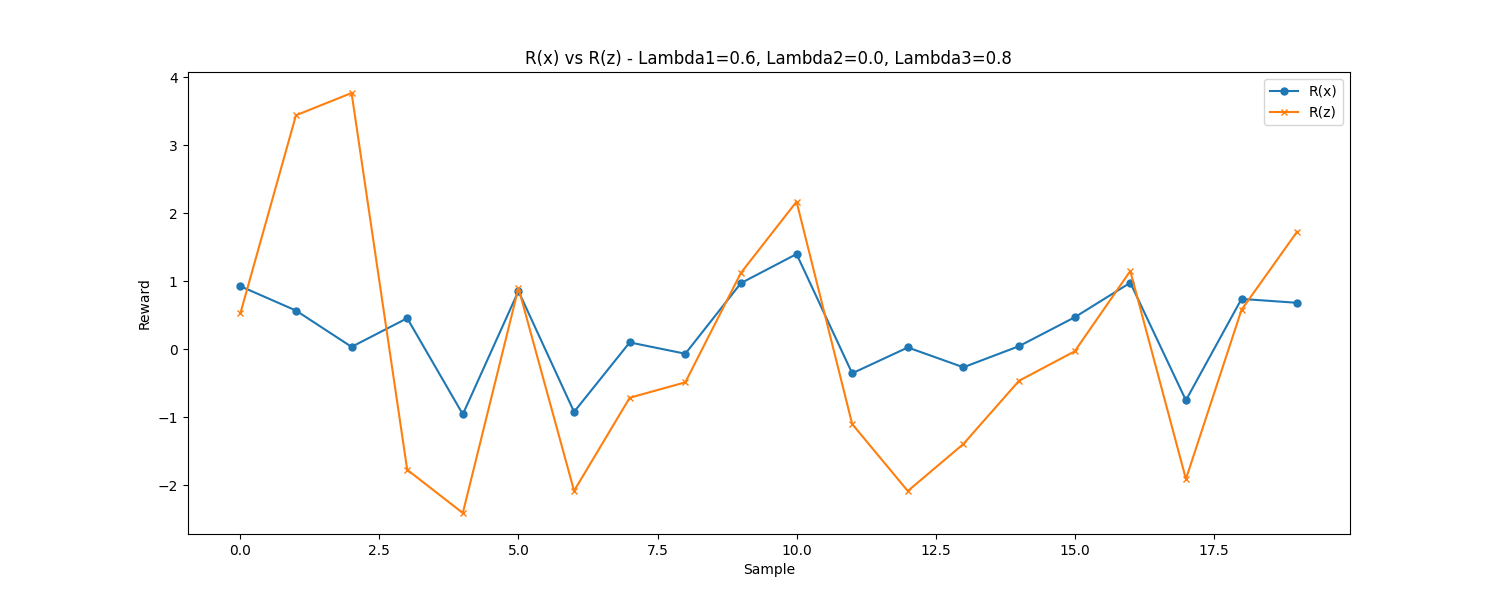 R(x) vs R(z) - Lambda1=0.6, Lambda2=0.0, Lambda3=0.8
R(x)
R(z)
4
3
2
1
0
−1
−2
Reward
0.0 2.5 5.0 7.5 10.0 12.5 15.0 17.5
Sample